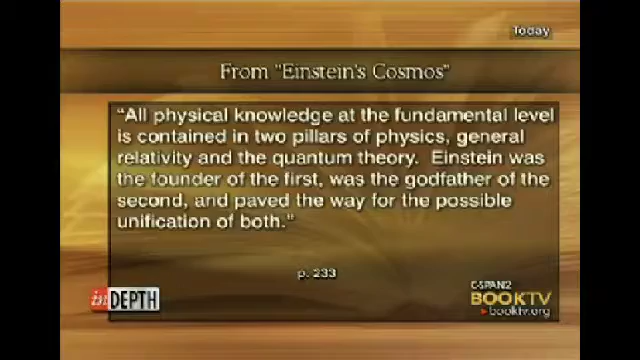 Today
From "Einstein's Cosmos"
"All physical knowledge at the fundamental level
is contained in two pillars of physics, general
relativity and the quantum theory.  Einstein was
the founder of the first, was the godfather of the
second, and paved the way for the possible
unification of both."
p. 233
in DEPTH
C-SPAN2
BOOKTV
booktv.org